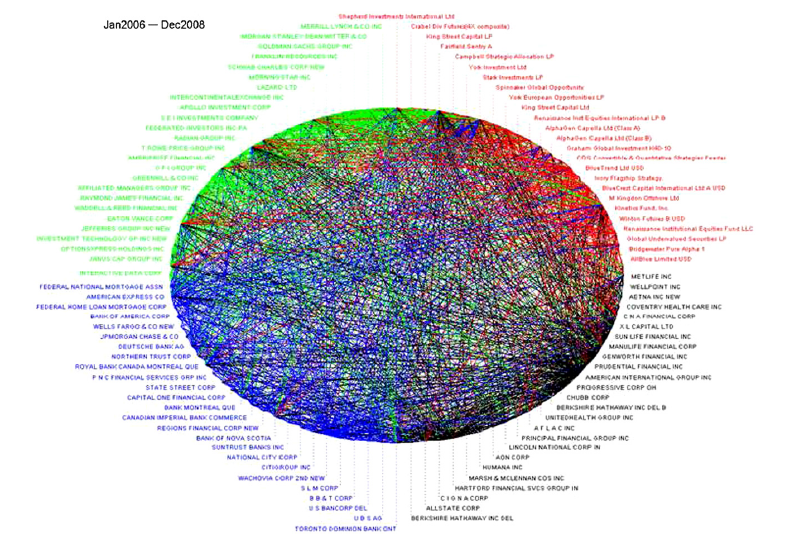 Jan2006 — Dec2008
Shepherd Investments International Ltd
MERRILL LYNCH & CO INC
MORGAN STANLEY DEAN WITTER & CO
GOLDMAN SACHS GROUP INC
FRANKLIN RESOURCES INC
SCHWAB CHARLES CORP NEW
MORNINGSTAR INC
LAZARD LTD
INTERCONTINENTALEXCHANGE INC
APOLLO INVESTMENT CORP
S E I INVESTMENTS COMPANY
FEDERATED INVESTORS INC PA
RADIAN GROUP INC
T ROWE PRICE GROUP INC
AMERIPRISE FINANCIAL INC
GROUP INC
GREENHILL & CO INC
AFFILIATED MANAGERS GROUP INC
RAYMOND JAMES FINANCIAL INC
WADDELL & REED FINANCIAL INC
EATON VANCE CORP
JEFFERIES GROUP INC NEW
INVESTMENT TECHNOLOGY GP INC NEW
OPTIONSXPRESS HOLDINGS INC
JANUS CAP GROUP INC
INTERACTIVE DATA CORP
FEDERAL NATIONAL MORTGAGE ASSN
AMERICAN EXPRESS CO
FEDERAL HOME LOAN MORTGAGE CORP
BANK OF AMERICA CORP
WELLS FARGO & CO NEW
JPMORGAN CHASE & CO
DEUTSCHE BANK AG
NORTHERN TRUST CORP
ROYAL BANK CANADA MONTREAL QUE
P N C FINANCIAL SERVICES GRP INC
STATE STREET CORP
CAPITAL ONE FINANCIAL CORP
BANK MONTREAL QUE
CANADIAN IMPERIAL BANK COMMERCE
REGIONS FINANCIAL CORP NEW
BANK OF NOVA SCOTIA
SUNTRUST BANKS INC
NATIONAL CITY CORP
CITIGROUP INC
WACHOVIA CORP 2ND NEW
S L M CORP
B B & T CORP
U S BANCORP DEL
U B S AG
TORONTO DOMINION BANK ONT
Crabel Div Futures(4X composite)
King Street Capital LP
Fairfield Sentry A
Campbell Strategic Allocation LP
York Investment Ltd
Stark Investments LP
Spinnaker Global Opportunity
York European Opportunities LP
King Street Capital Ltd
Renaissance Instl Equities International LP B
AlphaGen Capella Ltd (Class A)
AlphaGen Capella Ltd (Class B)
Graham Global Investment K4D-10
CQS Convertible & Quantitative Strategies Feeder
BlueTrend Ltd USD
Ivory Flagship Strategy
BlueCrest Capital International Ltd A USD
M Kingdon Offshore Ltd
Kinetics Fund, Inc
Winton Futures B USD
Renaissance Institutional Equities Fund LLC
Global Undervalued Securities LP
Bridgewater Pure Alpha 1
AllBlue Limited USD
METLIFE INC
WELLPOINT INC
AETNA INC NEW
COVENTRY HEALTH CARE INC
C N A FINANCIAL CORP
X L CAPITAL LTD
SUN LIFE FINANCIAL INC
MANULIFE FINANCIAL CORP
GENWORTH FINANCIAL INC
PRUDENTIAL FINANCIAL INC
AMERICAN INTERNATIONAL GROUP INC
PROGRESSIVE CORP OH
CHUBB CORP
BERKSHIRE HATHAWAY INC DEL B
UNITEDHEALTH GROUP INC
A F L A C INC
PRINCIPAL FINANCIAL GROUP INC
LINCOLN NATIONAL CORP IN
AON CORP
HUMANA INC
MARSH & MCLENNAN COS INC
HARTFORD FINANCIAL SVCS GROUP IN
C I G N A CORP
ALLSTATE CORP
BERKSHIRE HATHAWAY INC DEL